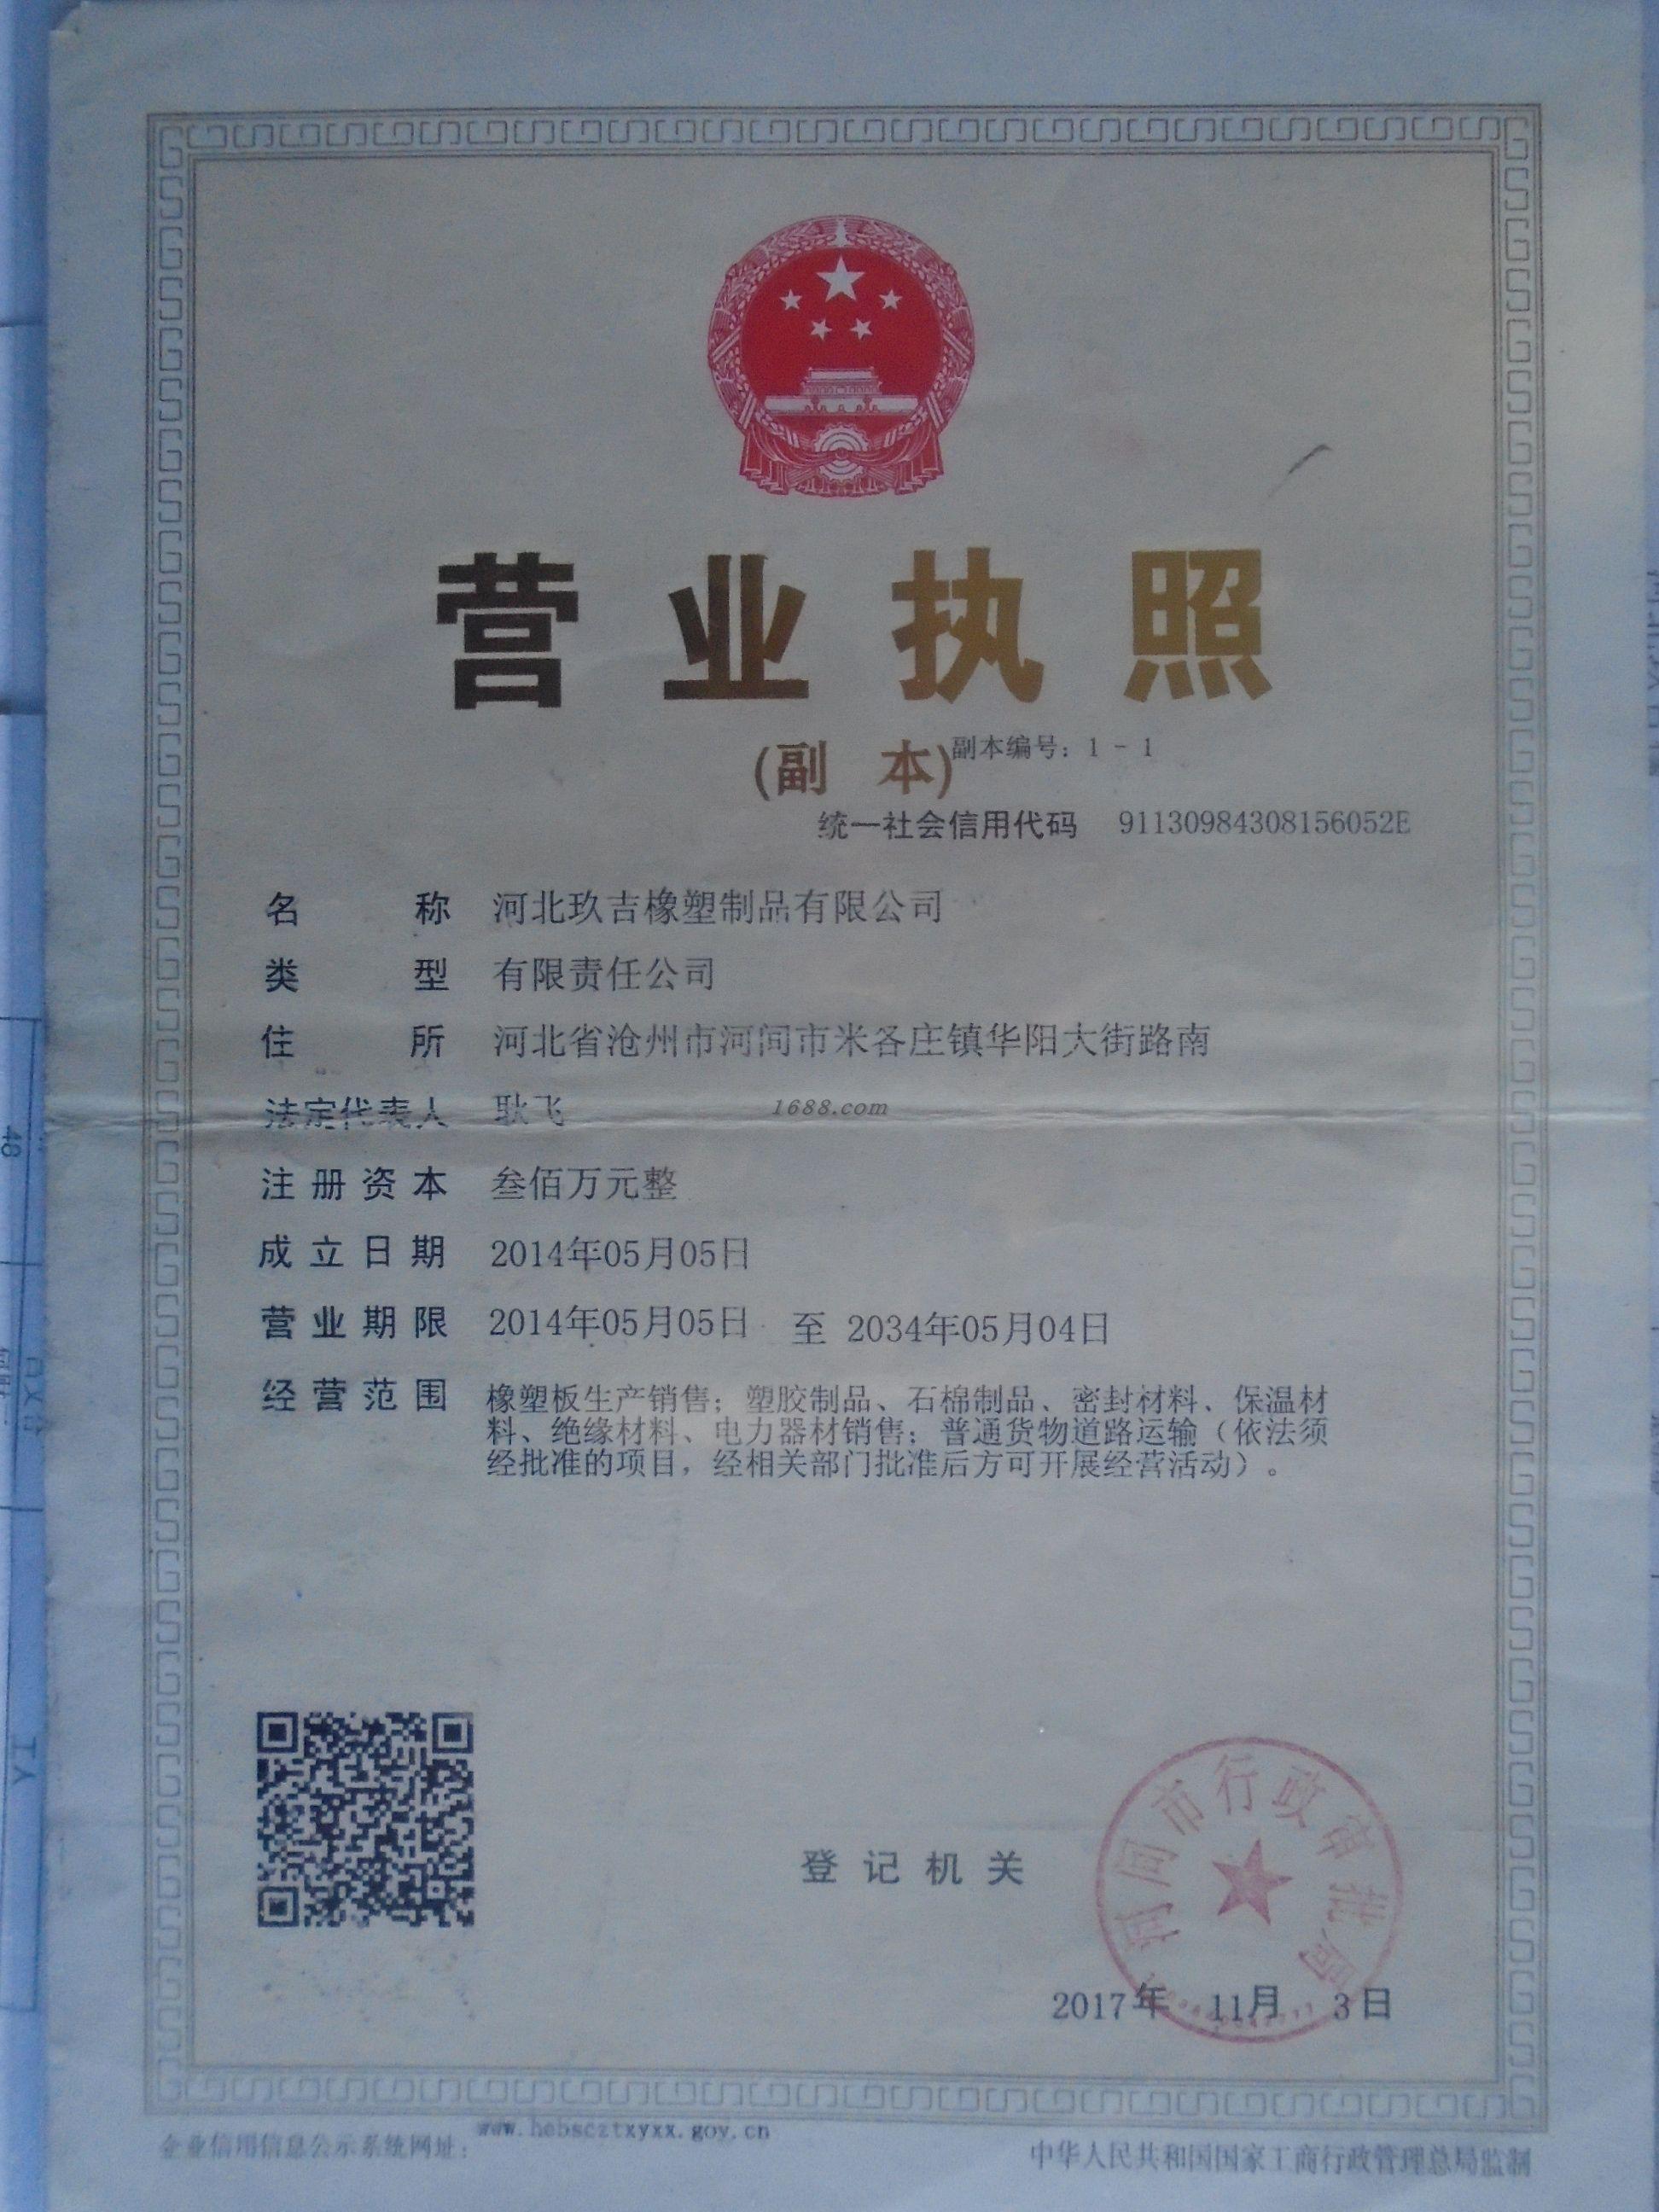 营业执照
(副 本)
副本编号：1－1
统一社会信用代码 91130984308156052E
名称 河北玖吉橡塑制品有限公司
类型 有限责任公司
住所 河北省沧州市河间市米各庄镇华阳大街路南
法定代表人 耿飞
1688.com
注册资本 叁佰万元整
成立日期 2014年05月05日
营业期限 2014年05月05日 至 2034年05月04日
经营范围 橡塑板生产销售；塑胶制品、石棉制品、密封材料、保温材
料、绝缘材料、电力器材销售；普通货物道路运输（依法须
经批准的项目，经相关部门批准后方可开展经营活动）。
河间市行政审批局
登记机关
2017年 11月 3日
企业信用信息公示系统网址：
www.hebscztxyxx.gov.cn
中华人民共和国国家工商行政管理总局监制
48
工人